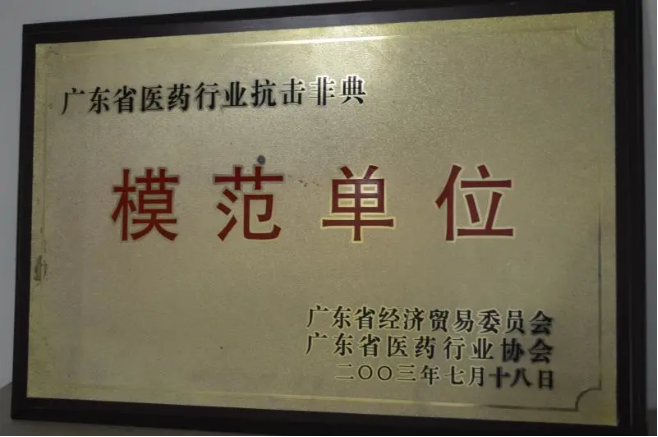 广东省医药行业抗击非典
模范单位
广东省经济贸易委员会
广东省医药行业协会
二〇〇三年七月十八日